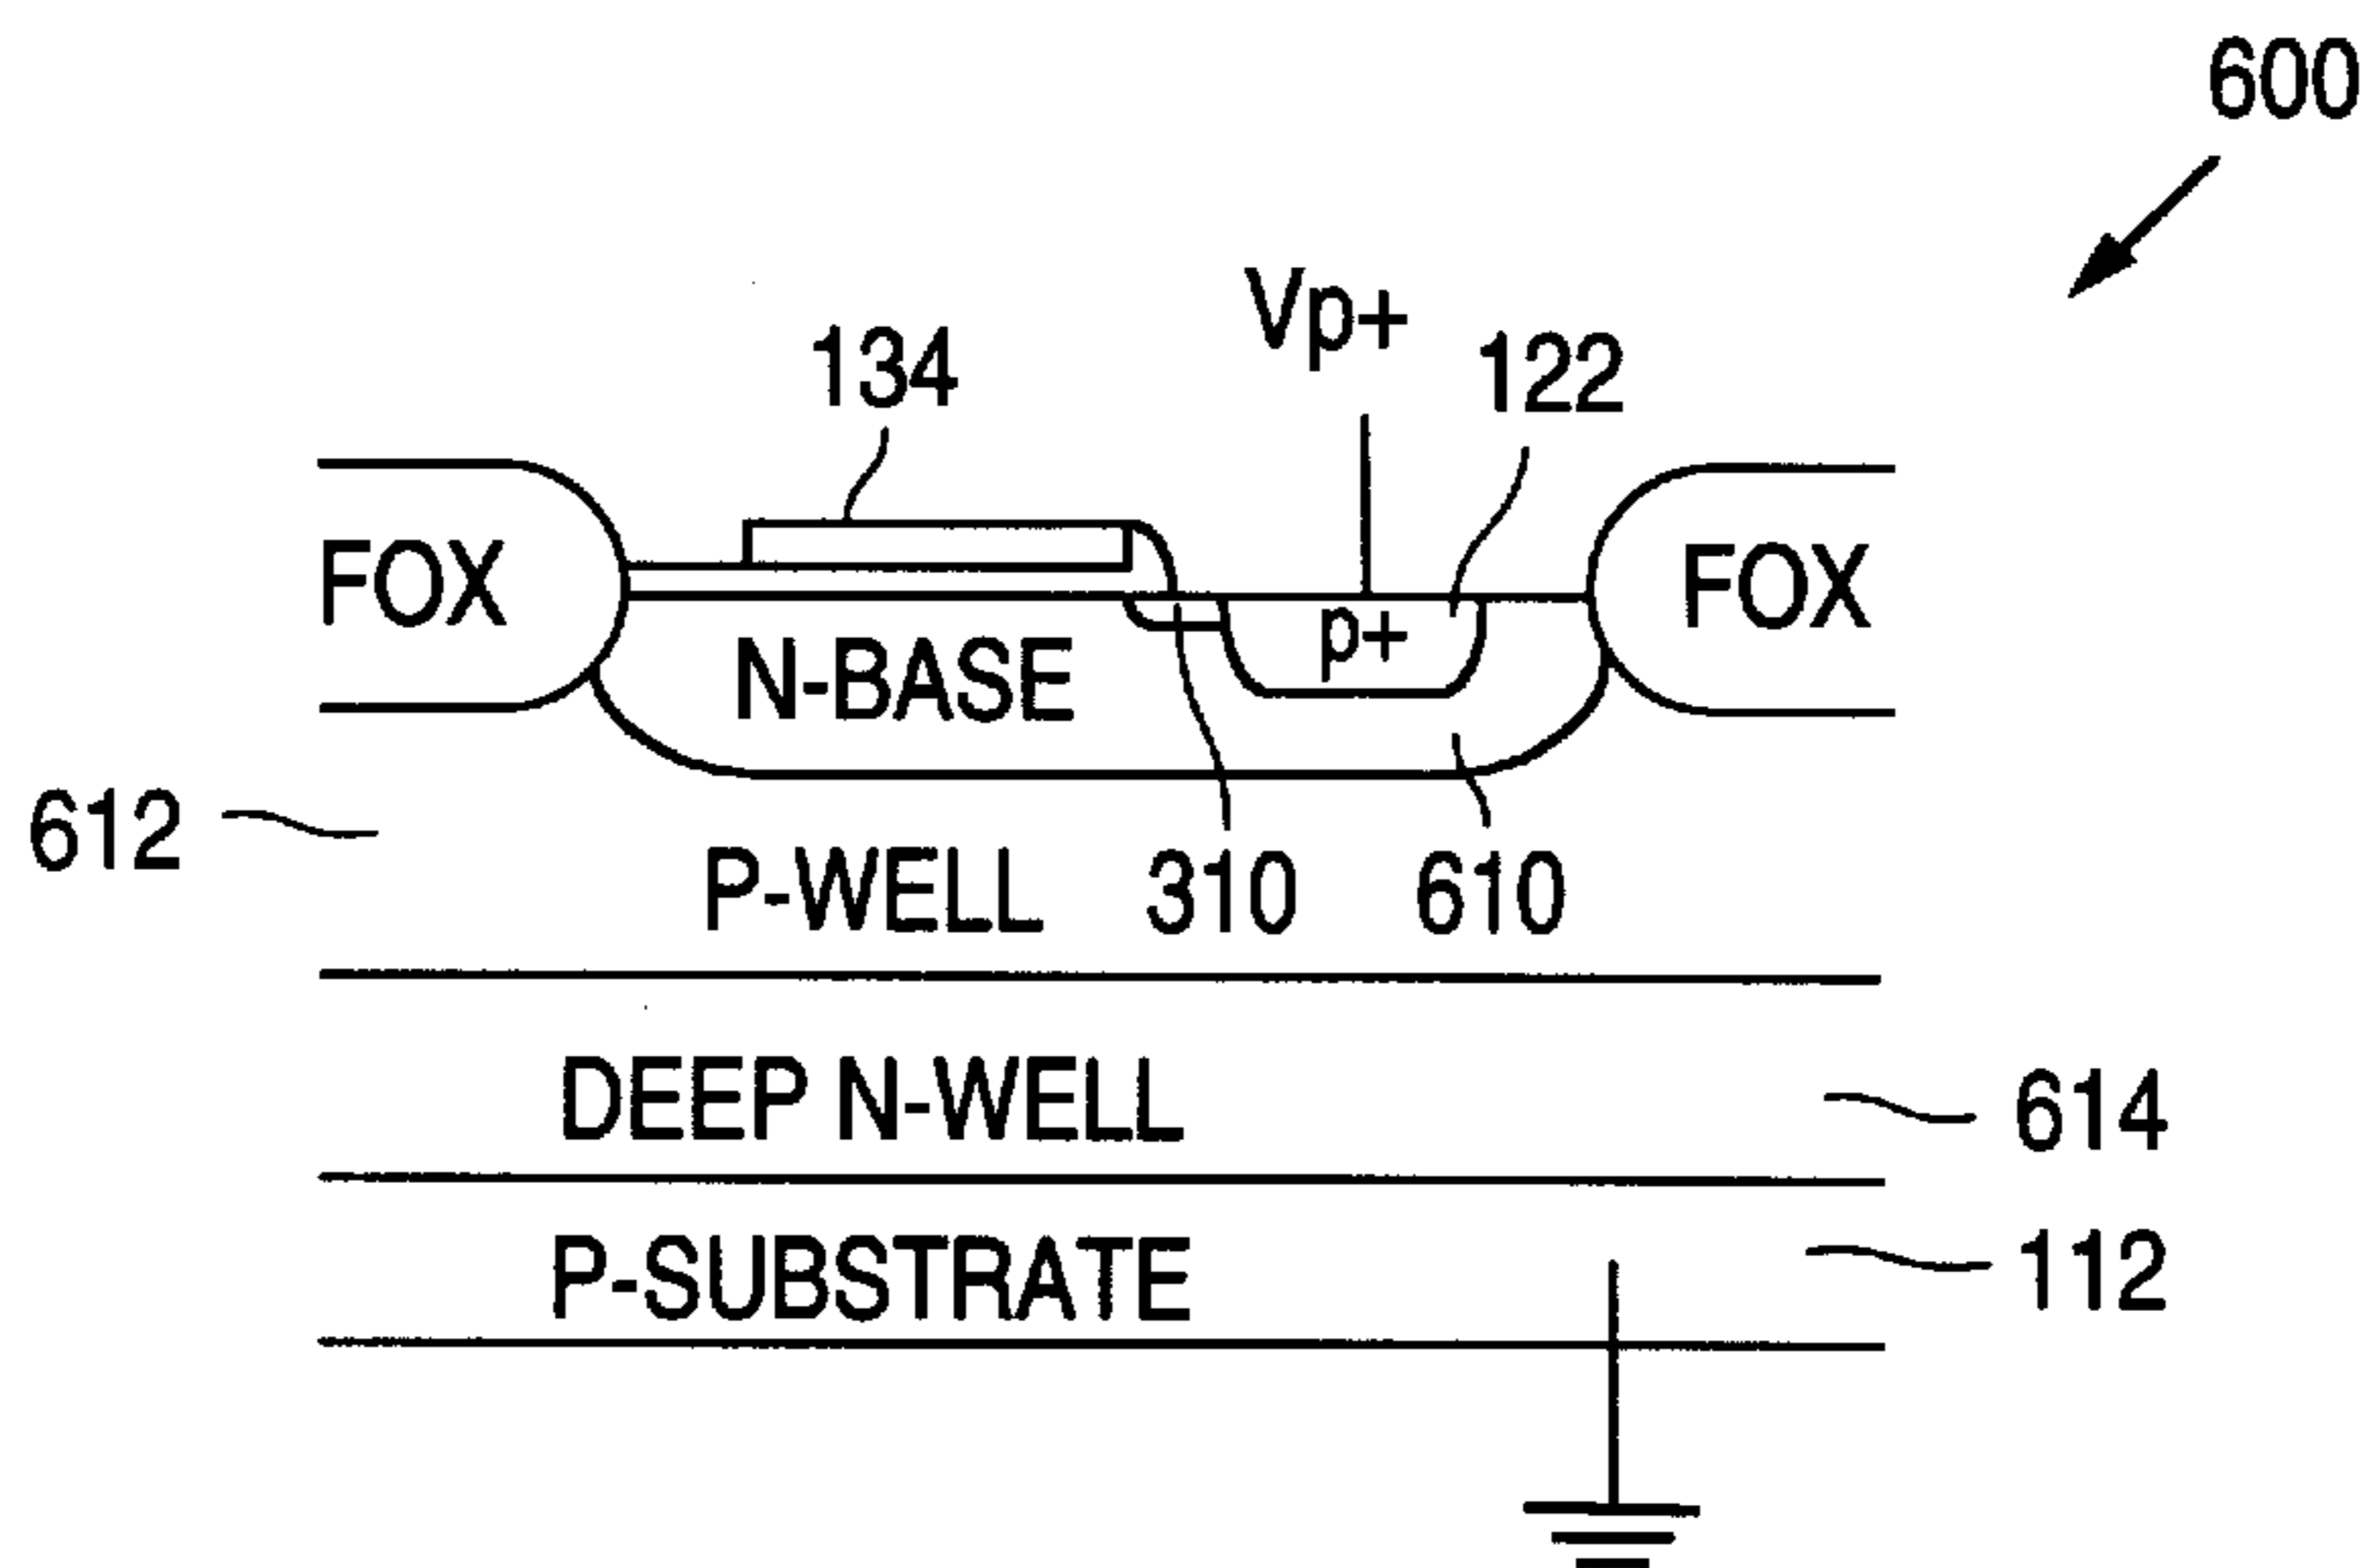 600
Vp+
134
122
FOX
FOX
p+
N-BASE
612
P-WELL
310
610
DEEP N-WELL
614
P-SUBSTRATE
112